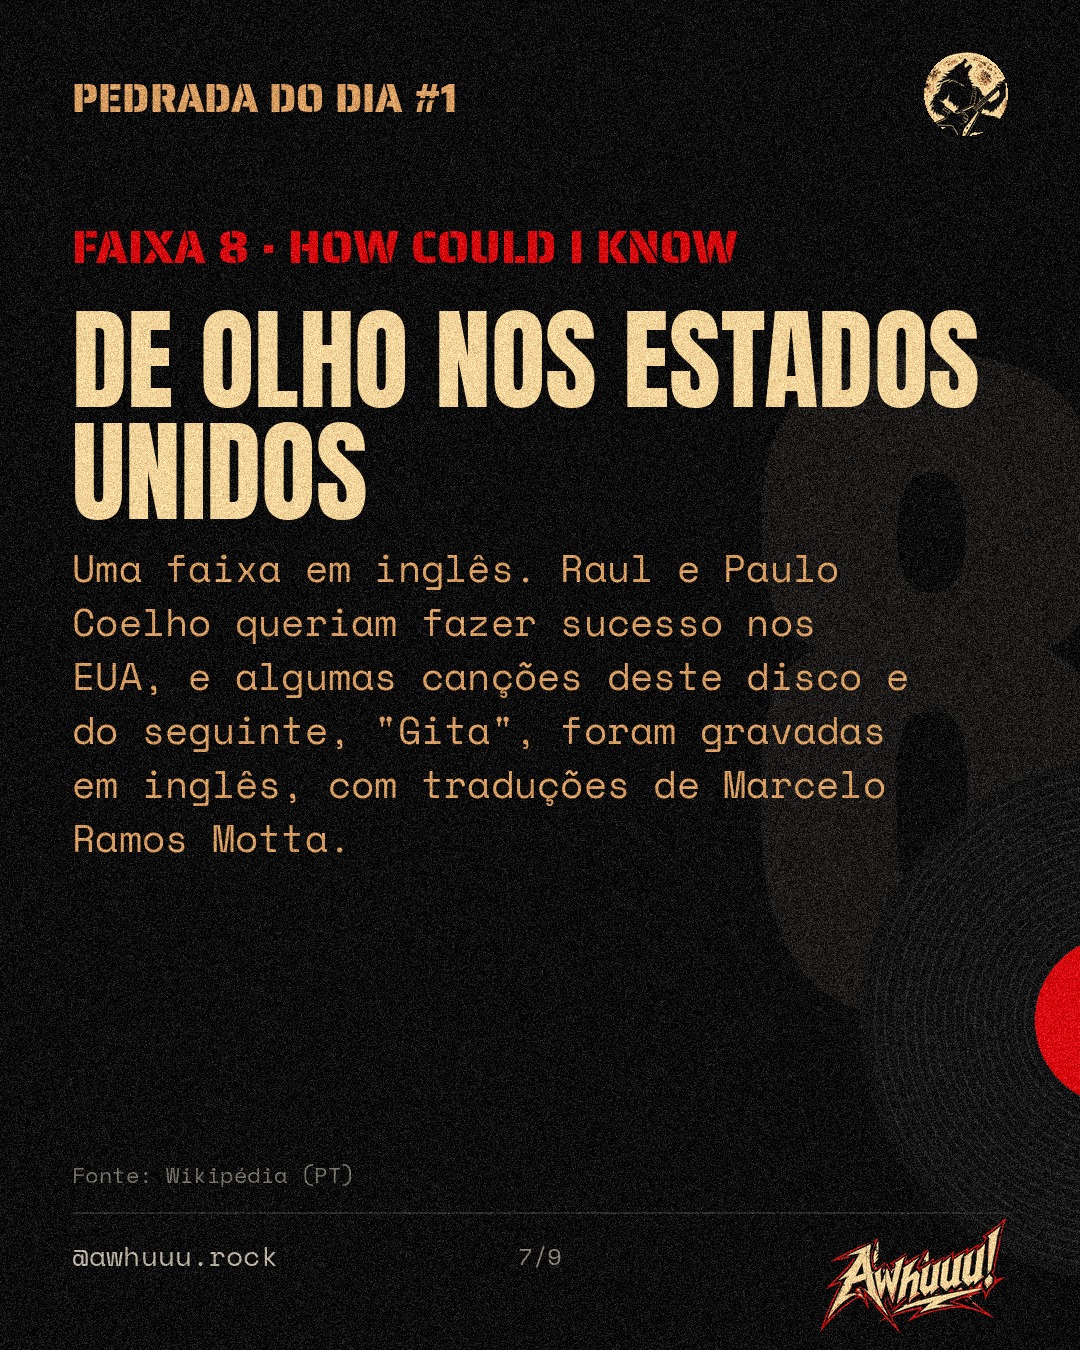 PEDRADA DO DIA #1
FAIXA 8 · HOW COULD I KNOW
DE OLHO NOS ESTADOS
UNIDOS
Uma faixa em inglês. Raul e Paulo
Coelho queriam fazer sucesso nos
EUA, e algumas canções deste disco e
do seguinte, "Gita", foram gravadas
em inglês, com traduções de Marcelo
Ramos Motta.
8
Fonte: Wikipédia (PT)
@awhuuu.rock
7/9
Awhuuu!